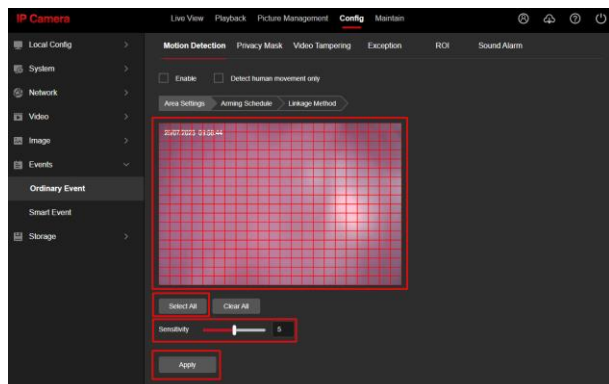 IP Camera
Live View Playback Picture Management Config Maintain
Local Config
System
Network
Video
Image
Events
Ordinary Event
Smart Event
Storage
Motion Detection Privacy Mask Video Tampering Exception ROI Sound Alarm
Enable Detect human movement only
Area Settings Arming Schedule Linkage Method
Select All Clear All
Sensitivity 5
Apply